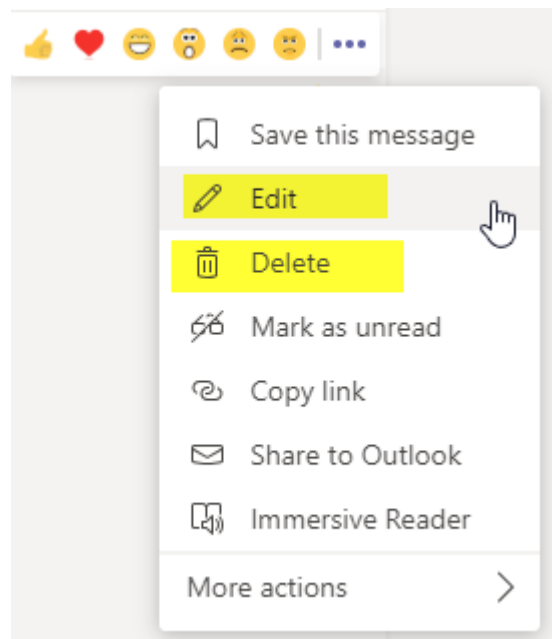 Save this message
Edit
Delete
Mark as unread
Copy link
Share to Outlook
Immersive Reader
More actions